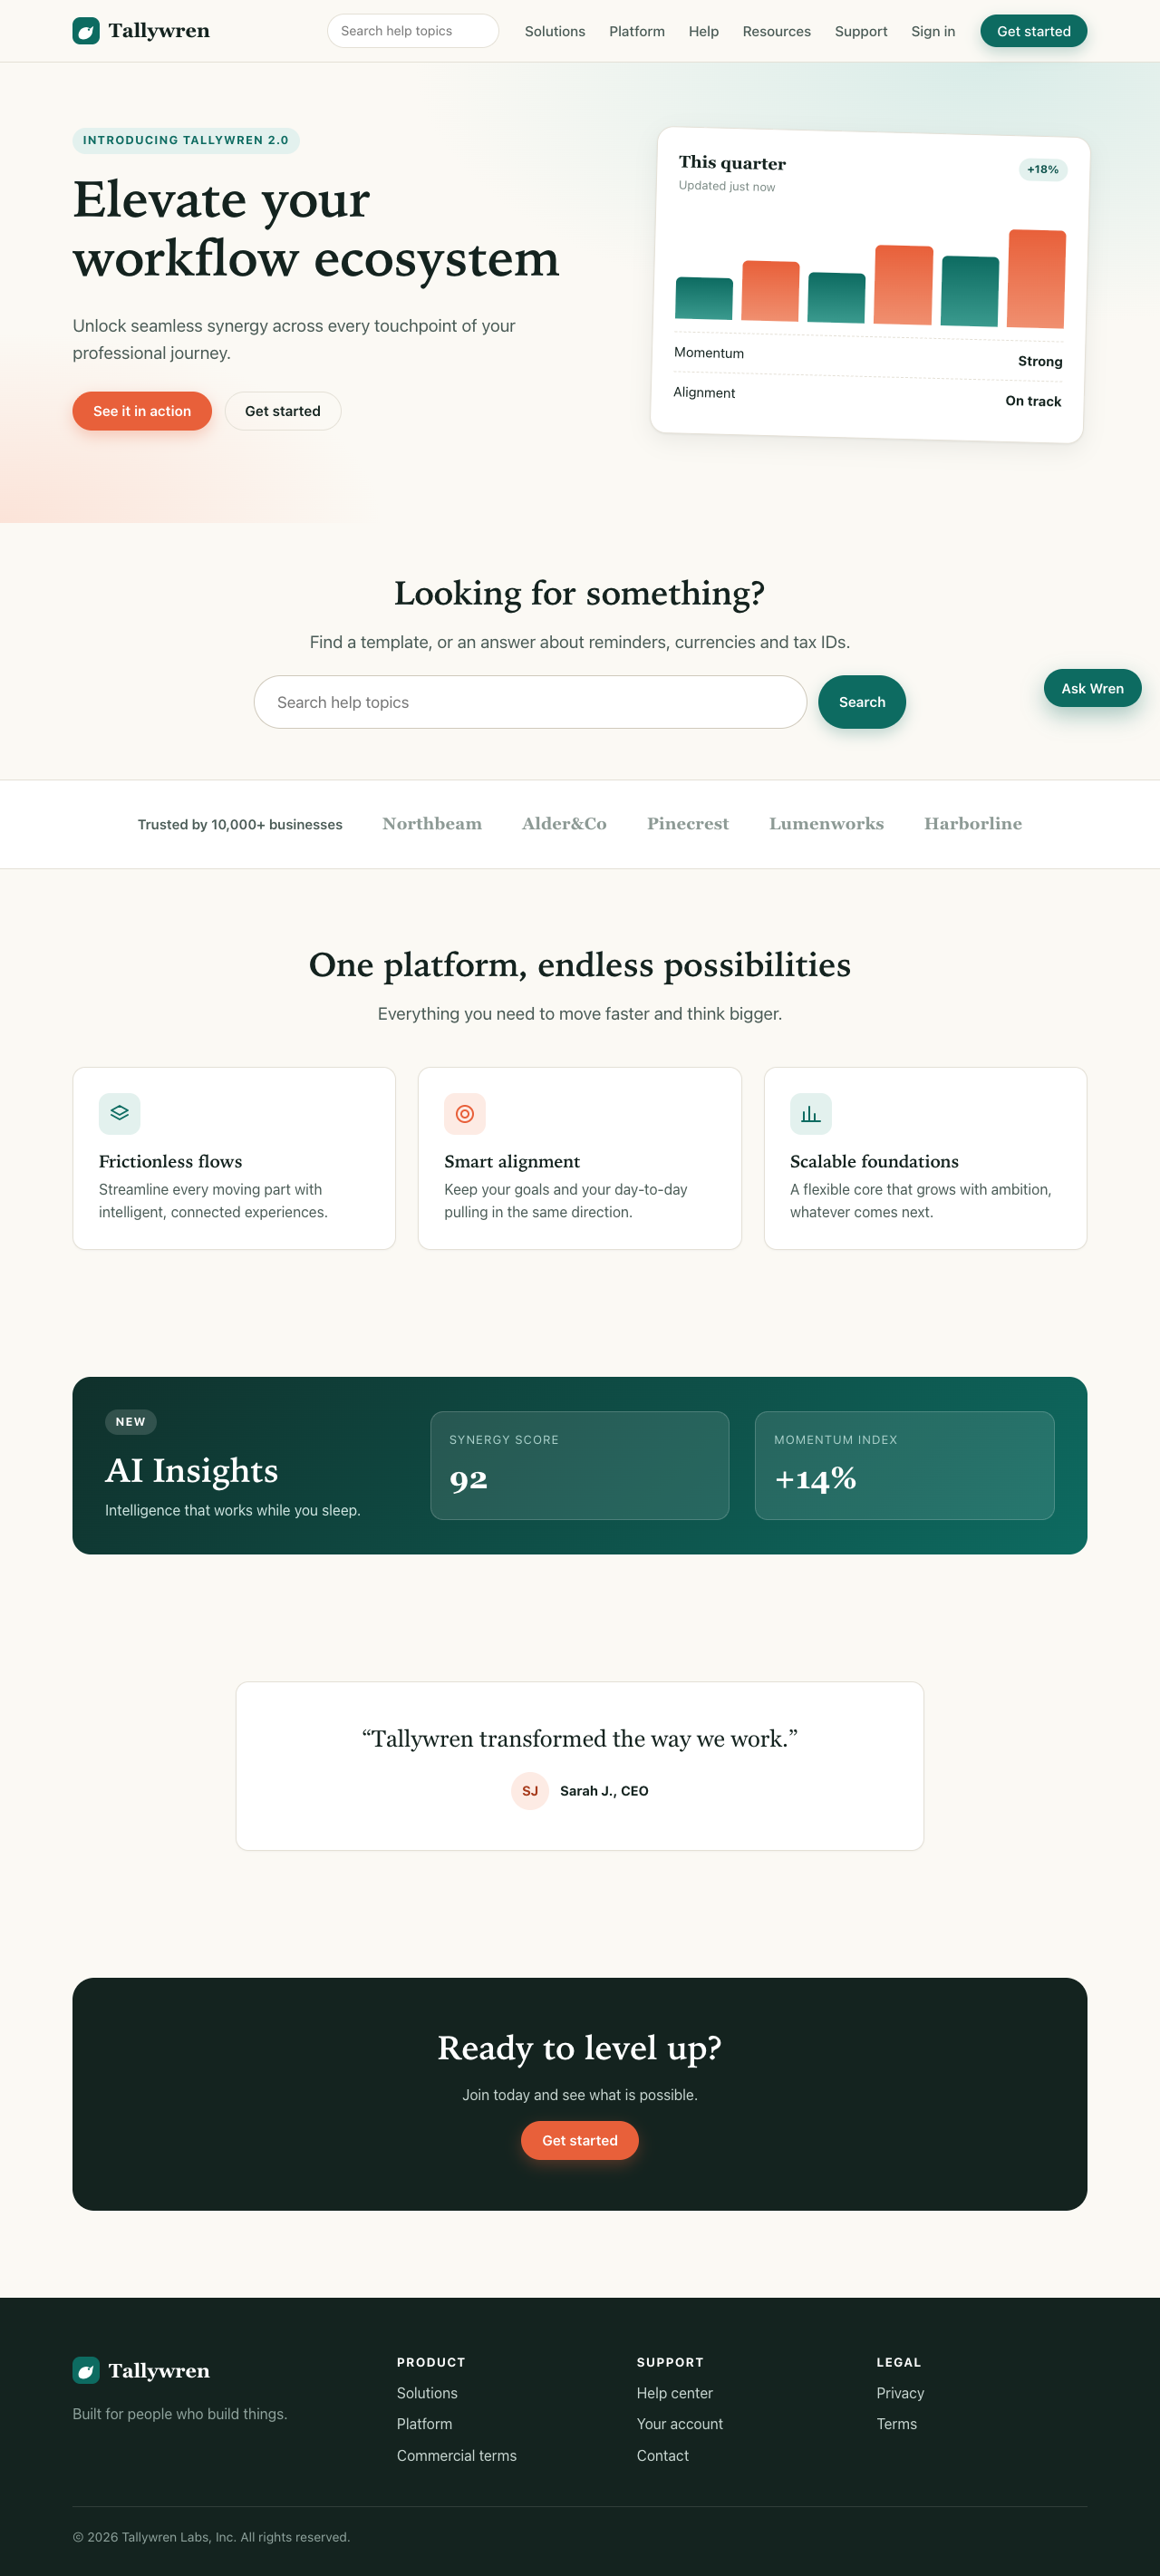 Tallywren
Search help topics
Solutions
Platform
Help
Resources
Support
Sign in
Get started
INTRODUCING TALLYWREN 2.0
Elevate your
workflow ecosystem
Unlock seamless synergy across every touchpoint of your
professional journey.
See it in action
Get started
This quarter
Updated just now
+18%
Momentum
Strong
Alignment
On track
Looking for something?
Find a template, or an answer about reminders, currencies and tax IDs.
Search help topics
Search
Ask Wren
Trusted by 10,000+ businesses
Northbeam
Alder&Co
Pinecrest
Lumenworks
Harborline
One platform, endless possibilities
Everything you need to move faster and think bigger.
Frictionless flows
Streamline every moving part with
intelligent, connected experiences.
Smart alignment
Keep your goals and your day-to-day
pulling in the same direction.
Scalable foundations
A flexible core that grows with ambition,
whatever comes next.
NEW
AI Insights
Intelligence that works while you sleep.
SYNERGY SCORE
92
MOMENTUM INDEX
+14%
“Tallywren transformed the way we work.”
SJ
Sarah J., CEO
Ready to level up?
Join today and see what is possible.
Get started
Tallywren
Built for people who build things.
PRODUCT
Solutions
Platform
Commercial terms
SUPPORT
Help center
Your account
Contact
LEGAL
Privacy
Terms
© 2026 Tallywren Labs, Inc. All rights reserved.